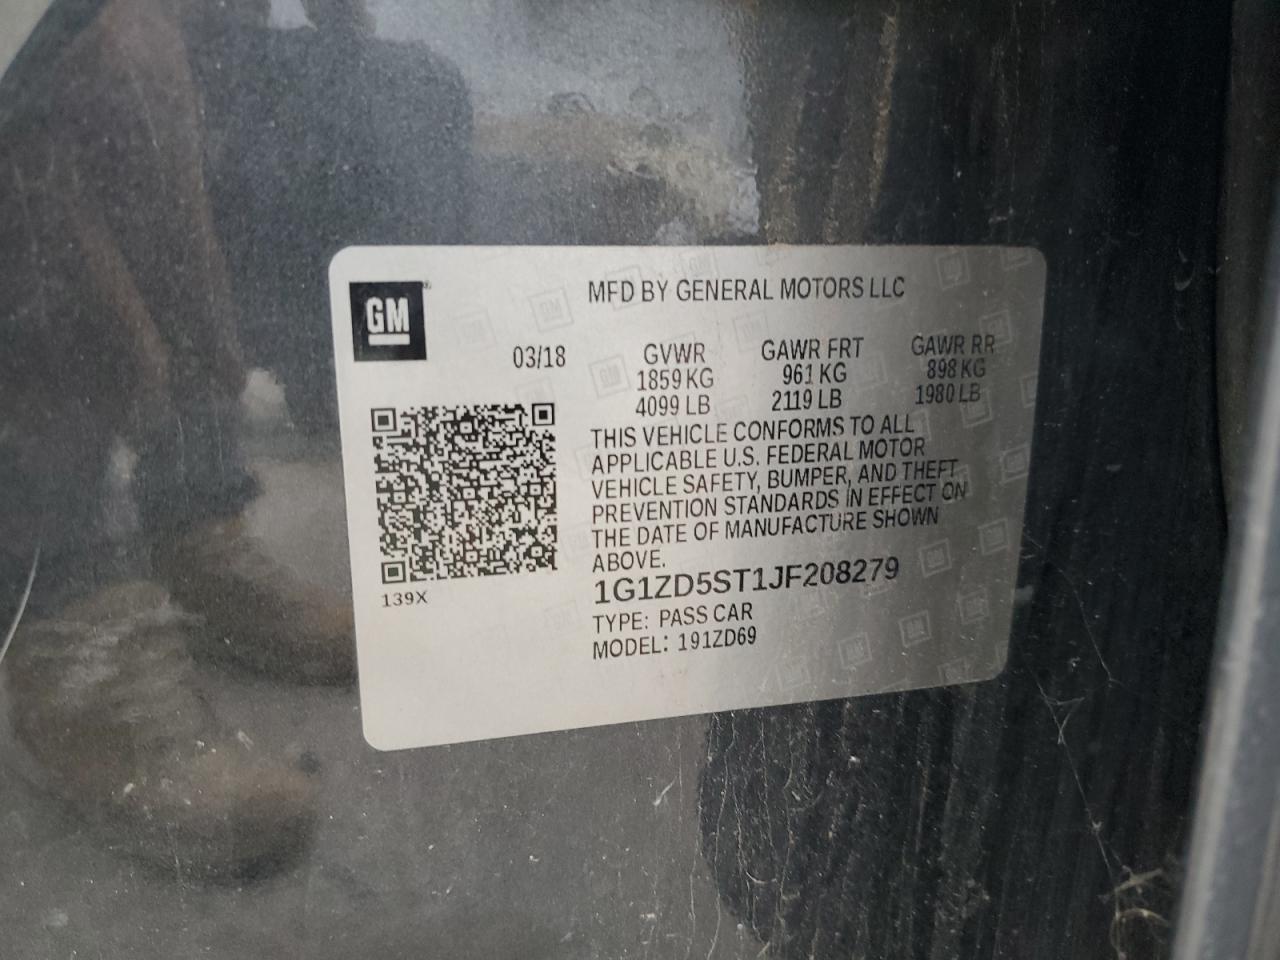 GM
MFD BY GENERAL MOTORS LLC
03/18
GVWR GAWR FRT GAWR RR
1859 KG 961 KG 898 KG
4099 LB 2119 LB 1980 LB
THIS VEHICLE CONFORMS TO ALL
APPLICABLE U.S. FEDERAL MOTOR
VEHICLE SAFETY, BUMPER, AND THEFT
PREVENTION STANDARDS IN EFFECT ON
THE DATE OF MANUFACTURE SHOWN
ABOVE.
1G1ZD5ST1JF208279
139X
TYPE: PASS CAR
MODEL: 191ZD69